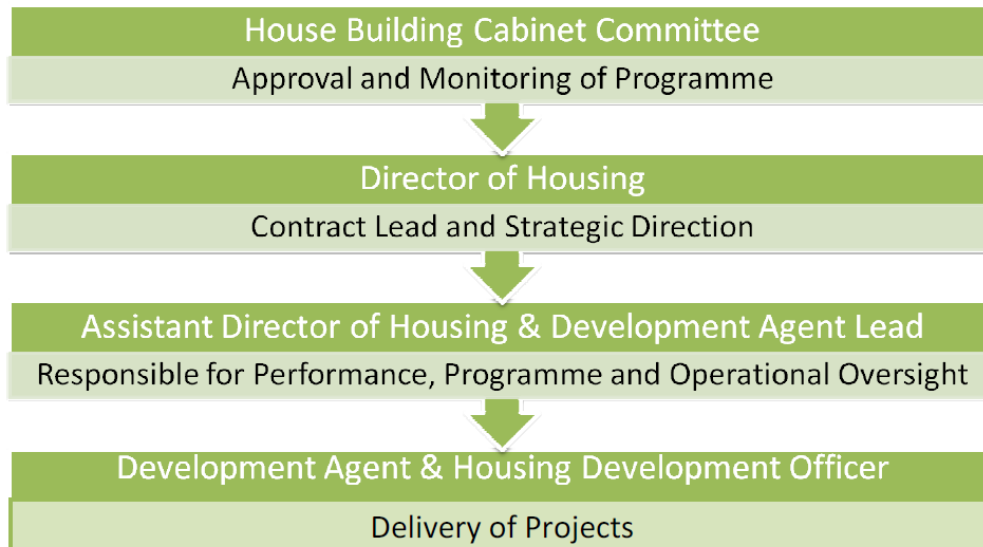 House Building Cabinet Committee
Approval and Monitoring of Programme
Director of Housing
Contract Lead and Strategic Direction
Assistant Director of Housing & Development Agent Lead
Responsible for Performance, Programme and Operational Oversight
Development Agent & Housing Development Officer
Delivery of Projects